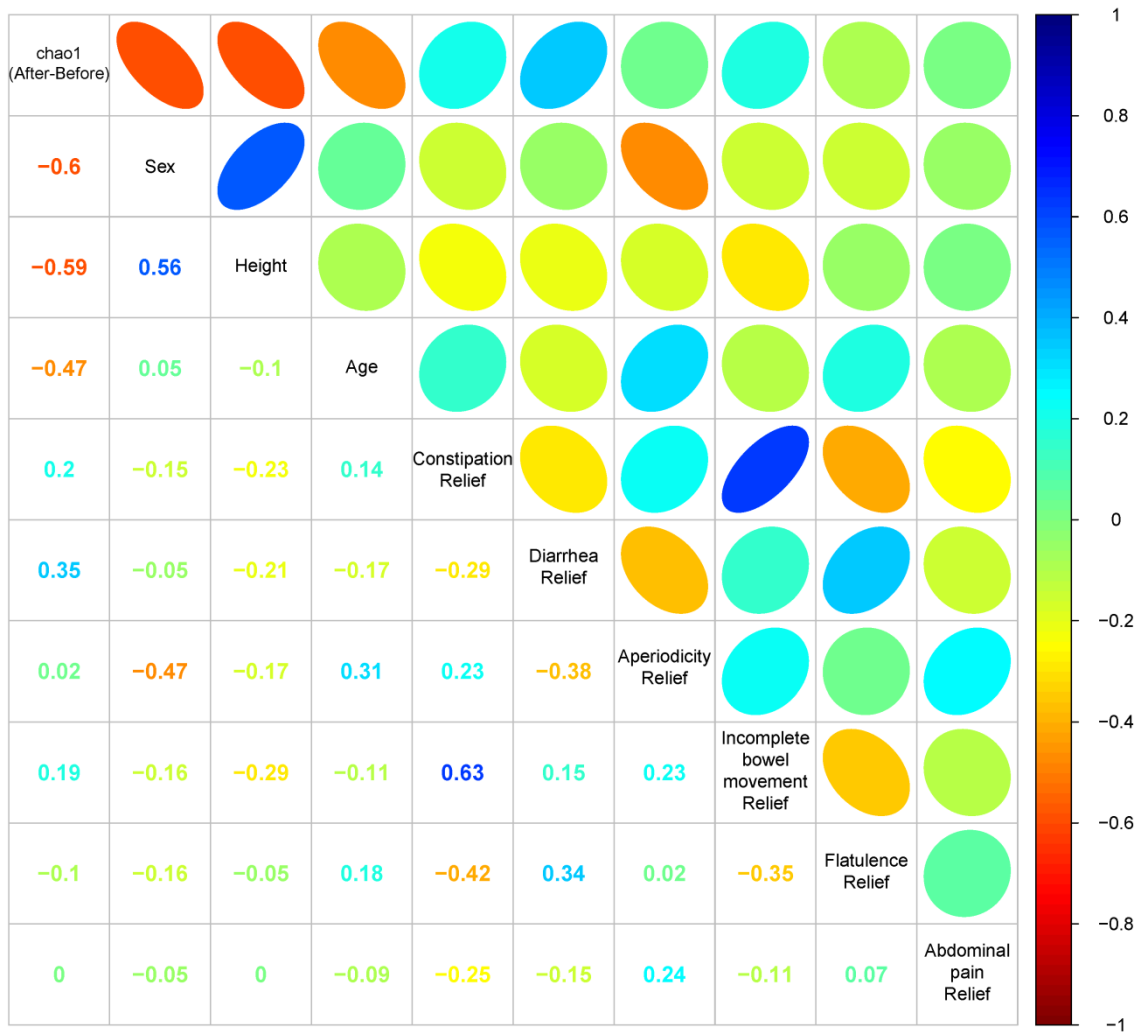 chao1
(After-Before)
−0.6
Sex
−0.59
0.56
Height
−0.47
0.05
−0.1
Age
0.2
−0.15
−0.23
0.14
Constipation
Relief
0.35
−0.05
−0.21
−0.17
−0.29
Diarrhea
Relief
0.02
−0.47
−0.17
0.31
0.23
−0.38
Aperiodicity
Relief
0.19
−0.16
−0.29
−0.11
0.63
0.15
0.23
Incomplete
bowel
movement
Relief
−0.1
−0.16
−0.05
0.18
−0.42
0.34
0.02
−0.35
Flatulence
Relief
0
−0.05
0
−0.09
−0.25
−0.15
0.24
−0.11
0.07
Abdominal
pain
Relief
1
0.8
0.6
0.4
0.2
0
−0.2
−0.4
−0.6
−0.8
−1